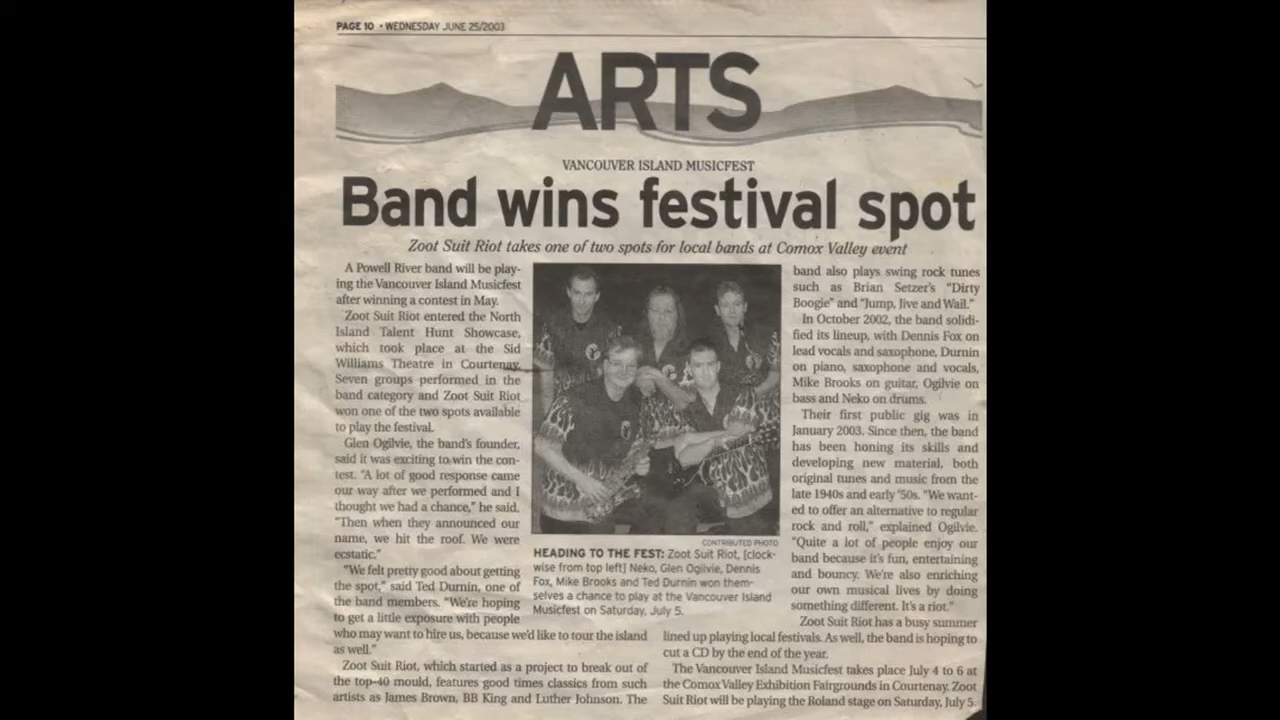 PAGE 10 • WEDNESDAY JUNE 25/2003
ARTS
VANCOUVER ISLAND MUSICFEST
Band wins festival spot
Zoot Suit Riot takes one of two spots for local bands at Comox Valley event
A Powell River band will be play-
ing the Vancouver Island Musicfest
after winning a contest in May.
Zoot Suit Riot entered the North
Island Talent Hunt Showcase,
which took place at the Sid
Williams Theatre in Courtenay.
Seven groups performed in the
band category and Zoot Suit Riot
won one of the two spots available
to play the festival.
Glen Ogilvie, the band's founder,
said it was exciting to win the con-
test. "A lot of good response came
our way after we performed and I
thought we had a chance," he said.
"Then when they announced our
name, we hit the roof. We were
ecstatic."
"We felt pretty good about getting
the spot," said Ted Durnin, one of
the band members. "We're hoping
to get a little exposure with people
who may want to hire us, because we'd like to tour the island
as well."
Zoot Suit Riot, which started as a project to break out of
the top-40 mould, features good times classics from such
artists as James Brown, BB King and Luther Johnson. The
CONTRIBUTED PHOTO
HEADING TO THE FEST: Zoot Suit Riot, [clock-
wise from top left] Neko, Glen Ogilvie, Dennis
Fox, Mike Brooks and Ted Durnin won them-
selves a chance to play at the Vancouver Island
Musicfest on Saturday, July 5.
band also plays swing rock tunes
such as Brian Setzer's "Dirty
Boogie" and "Jump, Jive and Wail."
In October 2002, the band solidi-
fied its lineup, with Dennis Fox on
lead vocals and saxophone, Durnin
on piano, saxophone and vocals,
Mike Brooks on guitar, Ogilvie on
bass and Neko on drums.
Their first public gig was in
January 2003. Since then, the band
has been honing its skills and
developing new material, both
original tunes and music from the
late 1940s and early '50s. "We want-
ed to offer an alternative to regular
rock and roll," explained Ogilvie.
"Quite a lot of people enjoy our
band because it's fun, entertaining
and bouncy. We're also enriching
our own musical lives by doing
something different. It's a riot."
Zoot Suit Riot has a busy summer
lined up playing local festivals. As well, the band is hoping to
cut a CD by the end of the year.
The Vancouver Island Musicfest takes place July 4 to 6 at
the Comox Valley Exhibition Fairgrounds in Courtenay. Zoot
Suit Riot will be playing the Roland stage on Saturday, July 5.